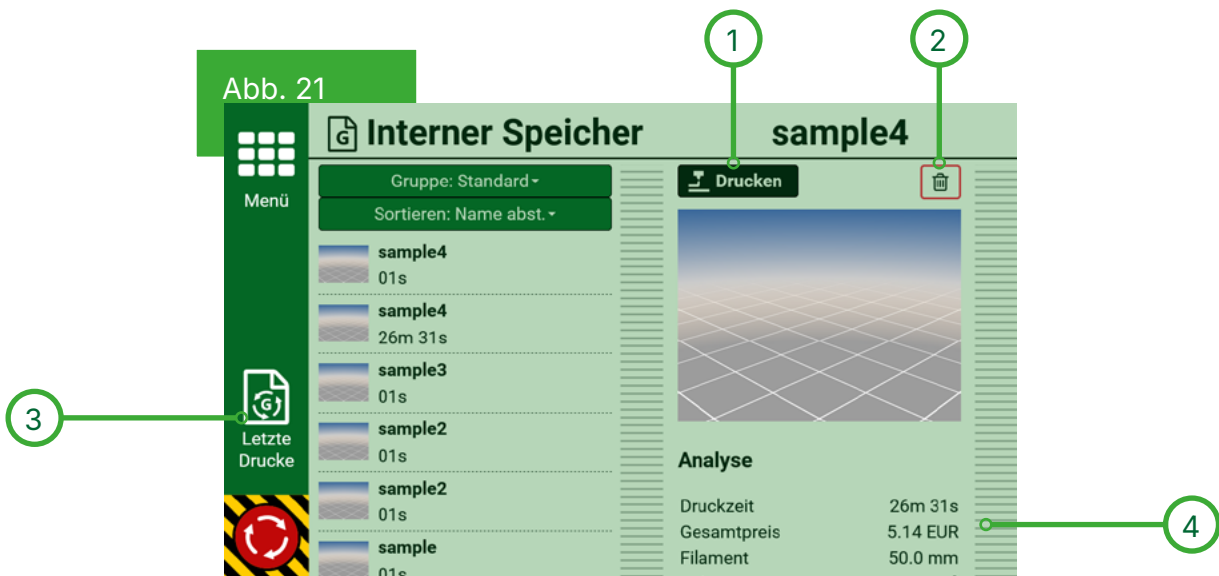 1
2
Abb. 21
Interner Speicher
sample4
Menü
Gruppe: Standard
Sortieren: Name abst.
Drucken
sample4
01s
sample4
26m 31s
sample3
01s
sample2
01s
sample2
01s
sample
01s
3
Letzte
Drucke
G
G
Analyse
Druckzeit 26m 31s
Gesamtpreis 5.14 EUR
Filament 50.0 mm
4